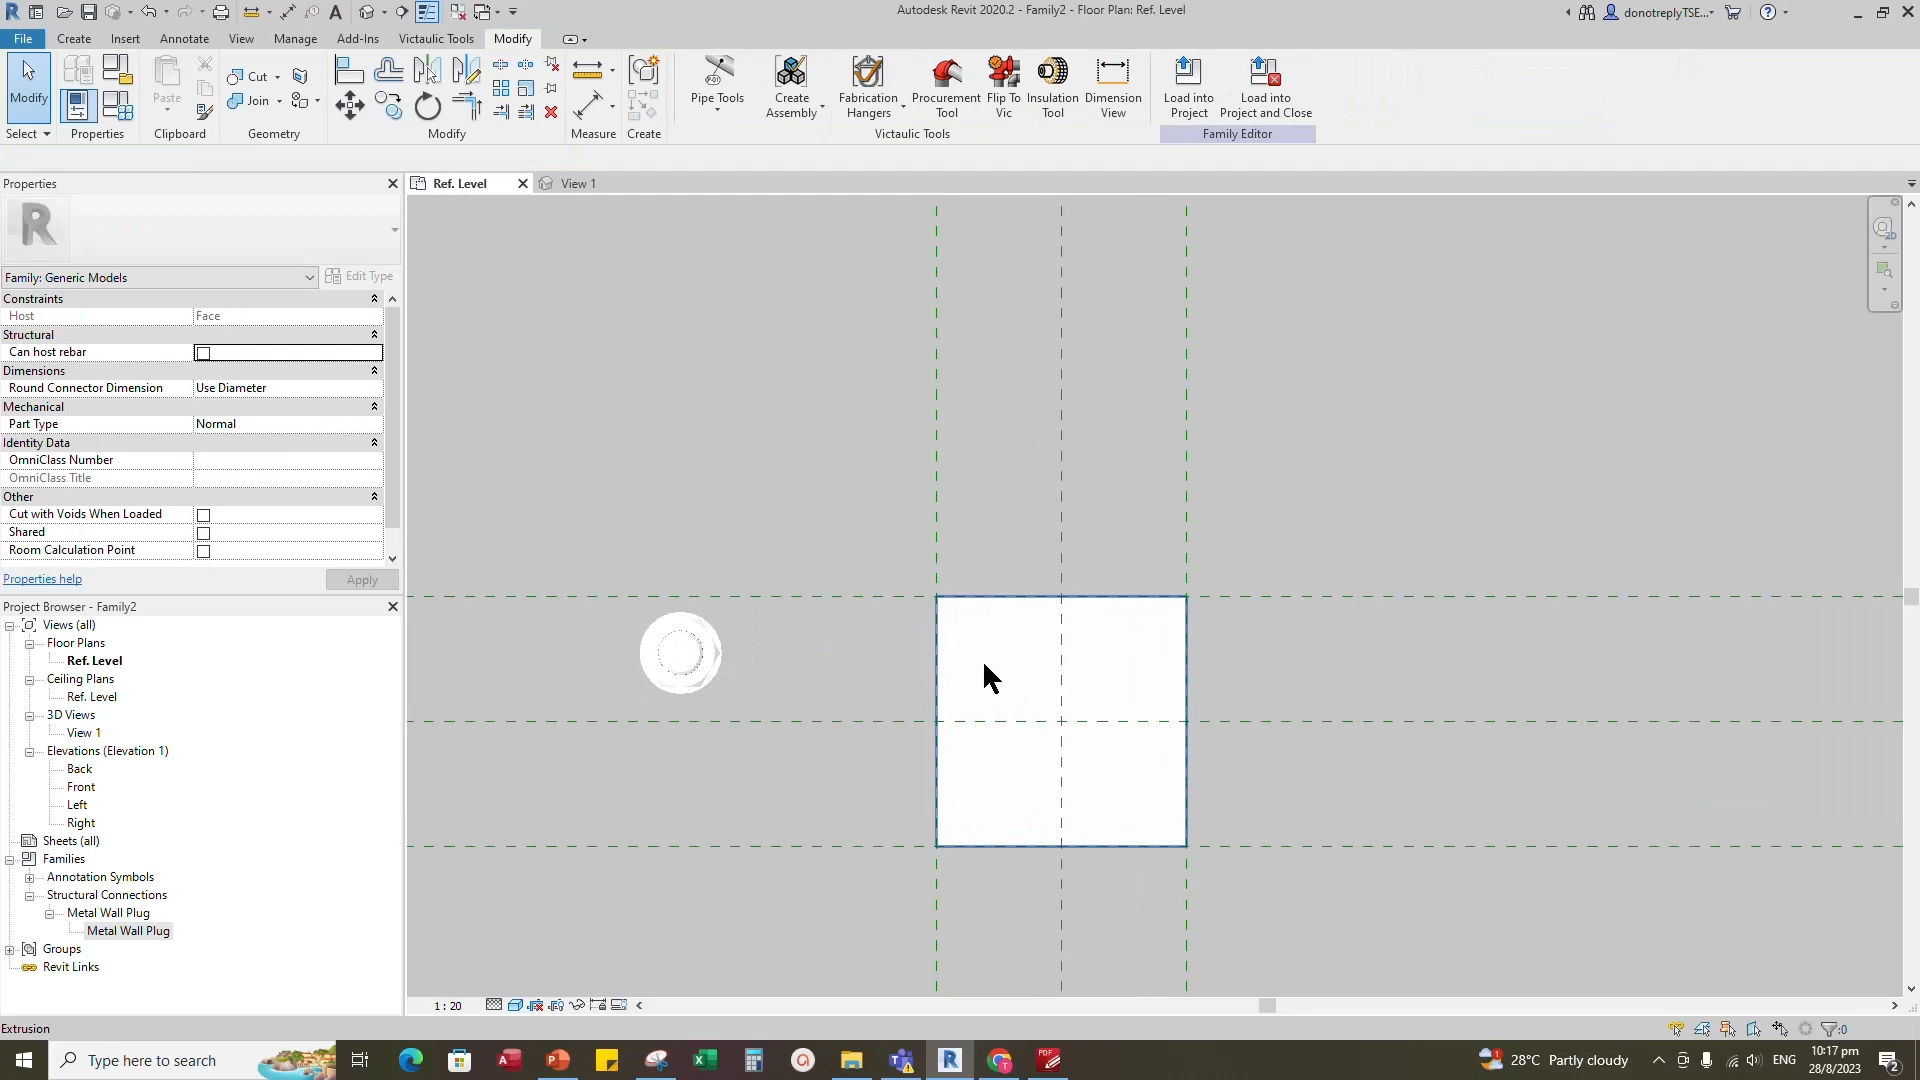 Autodesk Revit 2020.2 - Family2 - Floor Plan: Ref. Level
donotreplyTSE...
File Create Insert Annotate View Manage Add-Ins Victaulic Tools Modify
Modify
Paste
Cut
Join
Pipe Tools
Create Assembly
Fabrication Hangers
Procurement Tool
Flip To Vic
Insulation Tool
Dimension View
Load into Project
Load into Project and Close
Select Properties Clipboard Geometry Modify Measure Create Victaulic Tools Family Editor
Properties
Ref. Level
View 1
2D
R
Family: Generic Models
Edit Type
Constraints
Host Face
Structural
Can host rebar
Dimensions
Round Connector Dimension Use Diameter
Mechanical
Part Type Normal
Identity Data
OmniClass Number
OmniClass Title
Other
Cut with Voids When Loaded
Shared
Room Calculation Point
Properties help Apply
Project Browser - Family2
Views (all)
Floor Plans
Ref. Level
Ceiling Plans
Ref. Level
3D Views
View 1
Elevations (Elevation 1)
Back
Front
Left
Right
Sheets (all)
Families
Annotation Symbols
Structural Connections
Metal Wall Plug
Metal Wall Plug
Groups
Revit Links
1 : 20
Extrusion
:0
Type here to search
28°C Partly cloudy
ENG
10:17 pm
28/8/2023
2